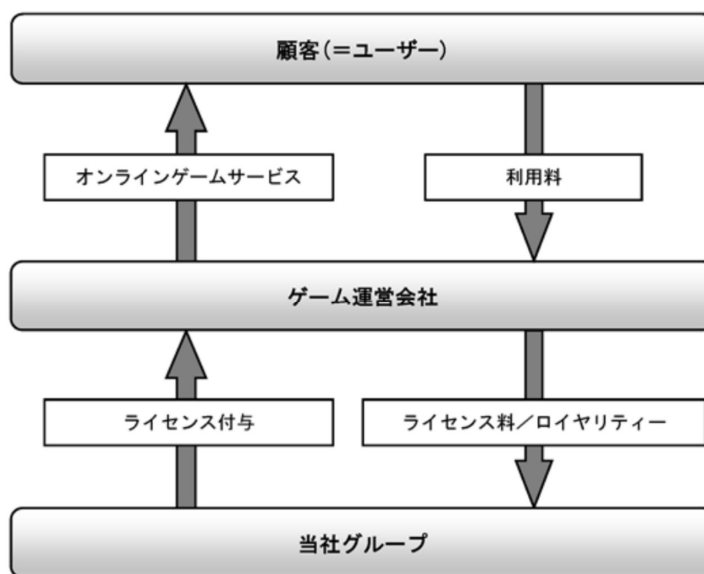 顧客(=ユーザー)
オンラインゲームサービス
利用料
ゲーム運営会社
ライセンス付与
ライセンス料/ロイヤリティー
当社グループ